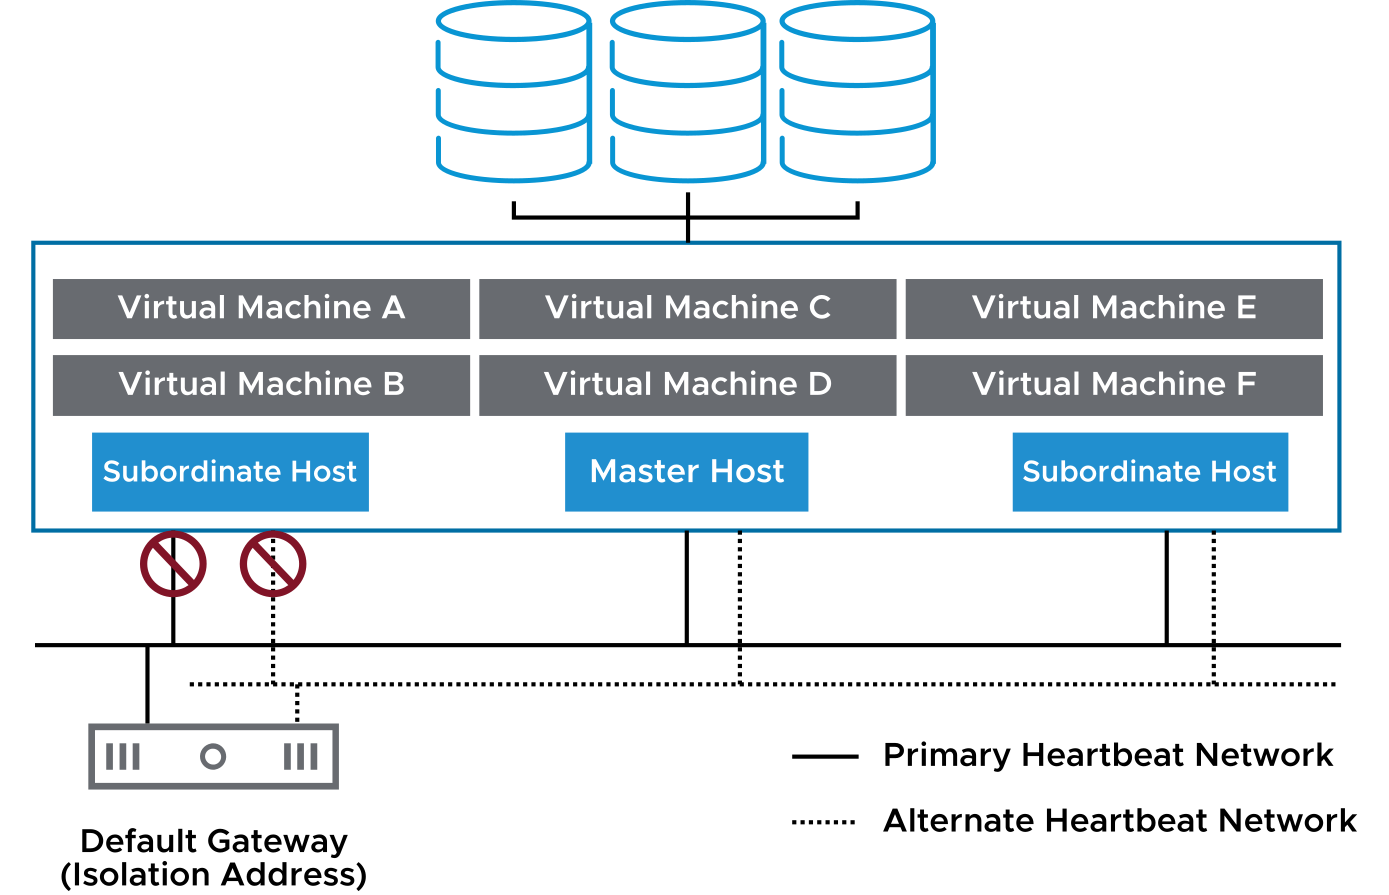 Virtual Machine A
Virtual Machine C
Virtual Machine E
Virtual Machine B
Virtual Machine D
Virtual Machine F
Subordinate Host
Master Host
Subordinate Host
Primary Heartbeat Network
Alternate Heartbeat Network
Default Gateway
(Isolation Address)